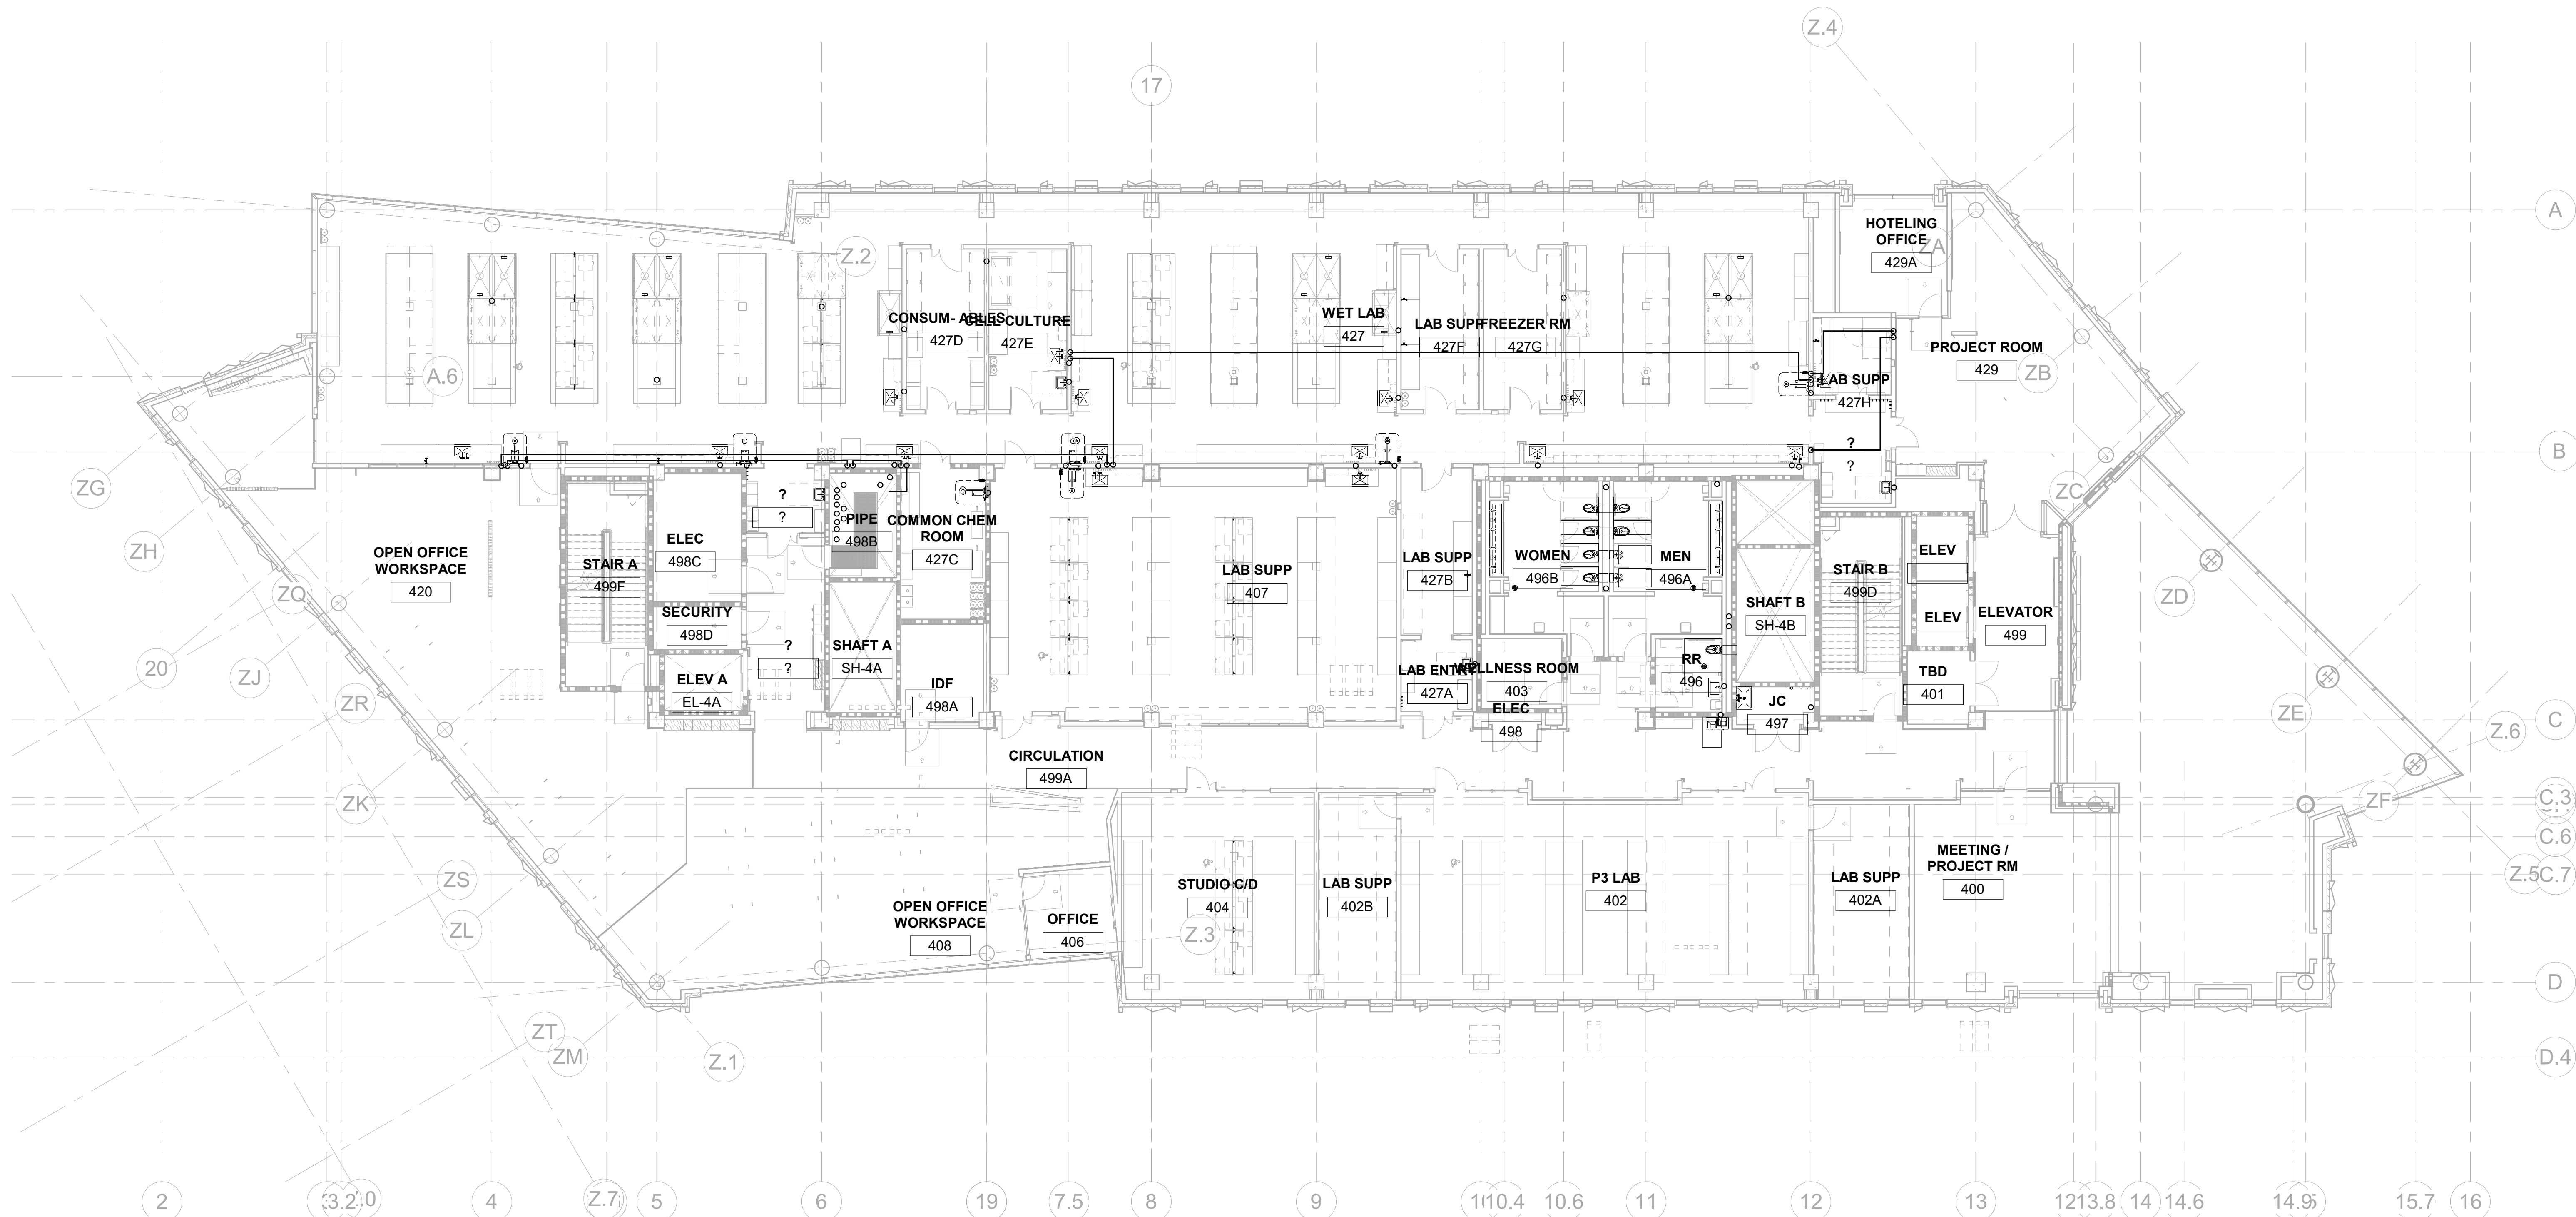 Z.4
17
A
HOTELING
OFFICE
ZA
429A
Z.2
CONSUM- ABLES
427D
CELL CULTURE
427E
WET LAB
427
LAB SUPP
427F
FREEZER RM
427G
PROJECT ROOM
429
ZB
A.6
LAB SUPP
427H
?
?
B
ZG
ZC
ZH
?
?
PIPE
498B
COMMON CHEM
ROOM
427C
ELEC
498C
OPEN OFFICE
WORKSPACE
420
STAIR A
499F
LAB SUPP
407
LAB SUPP
427B
WOMEN
496B
MEN
496A
STAIR B
499D
ELEV
ZD
ZQ
SECURITY
498D
SHAFT B
SH-4B
ELEV
ELEVATOR
499
20
ZJ
?
?
SHAFT A
SH-4A
LAB ENTRY
427A
WELLNESS ROOM
403
RR
496
TBD
401
ELEV A
EL-4A
IDF
498A
ELEC
498
JC
497
ZR
ZE
C
Z.6
CIRCULATION
499A
ZK
ZF
C.3
C.6
MEETING /
PROJECT RM
400
Z.5
C.7
ZS
STUDIO C/D
404
LAB SUPP
402B
P3 LAB
402
LAB SUPP
402A
ZL
OPEN OFFICE
WORKSPACE
408
OFFICE
406
Z.3
D
ZT
ZM
Z.1
D.4
2
3.2
4
Z.7
5
6
19
7.5
8
9
10.4
10.6
11
12
13
13.8
14
14.6
14.9
15.7
16